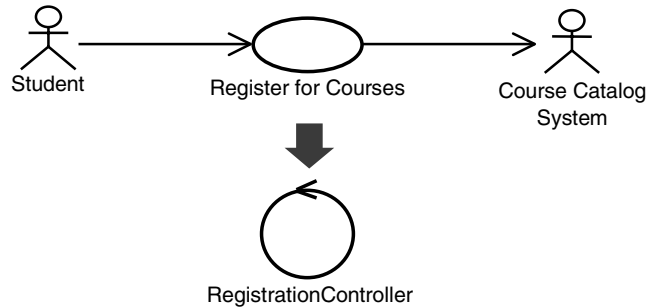 Student
Register for Courses
Course Catalog
System
RegistrationController